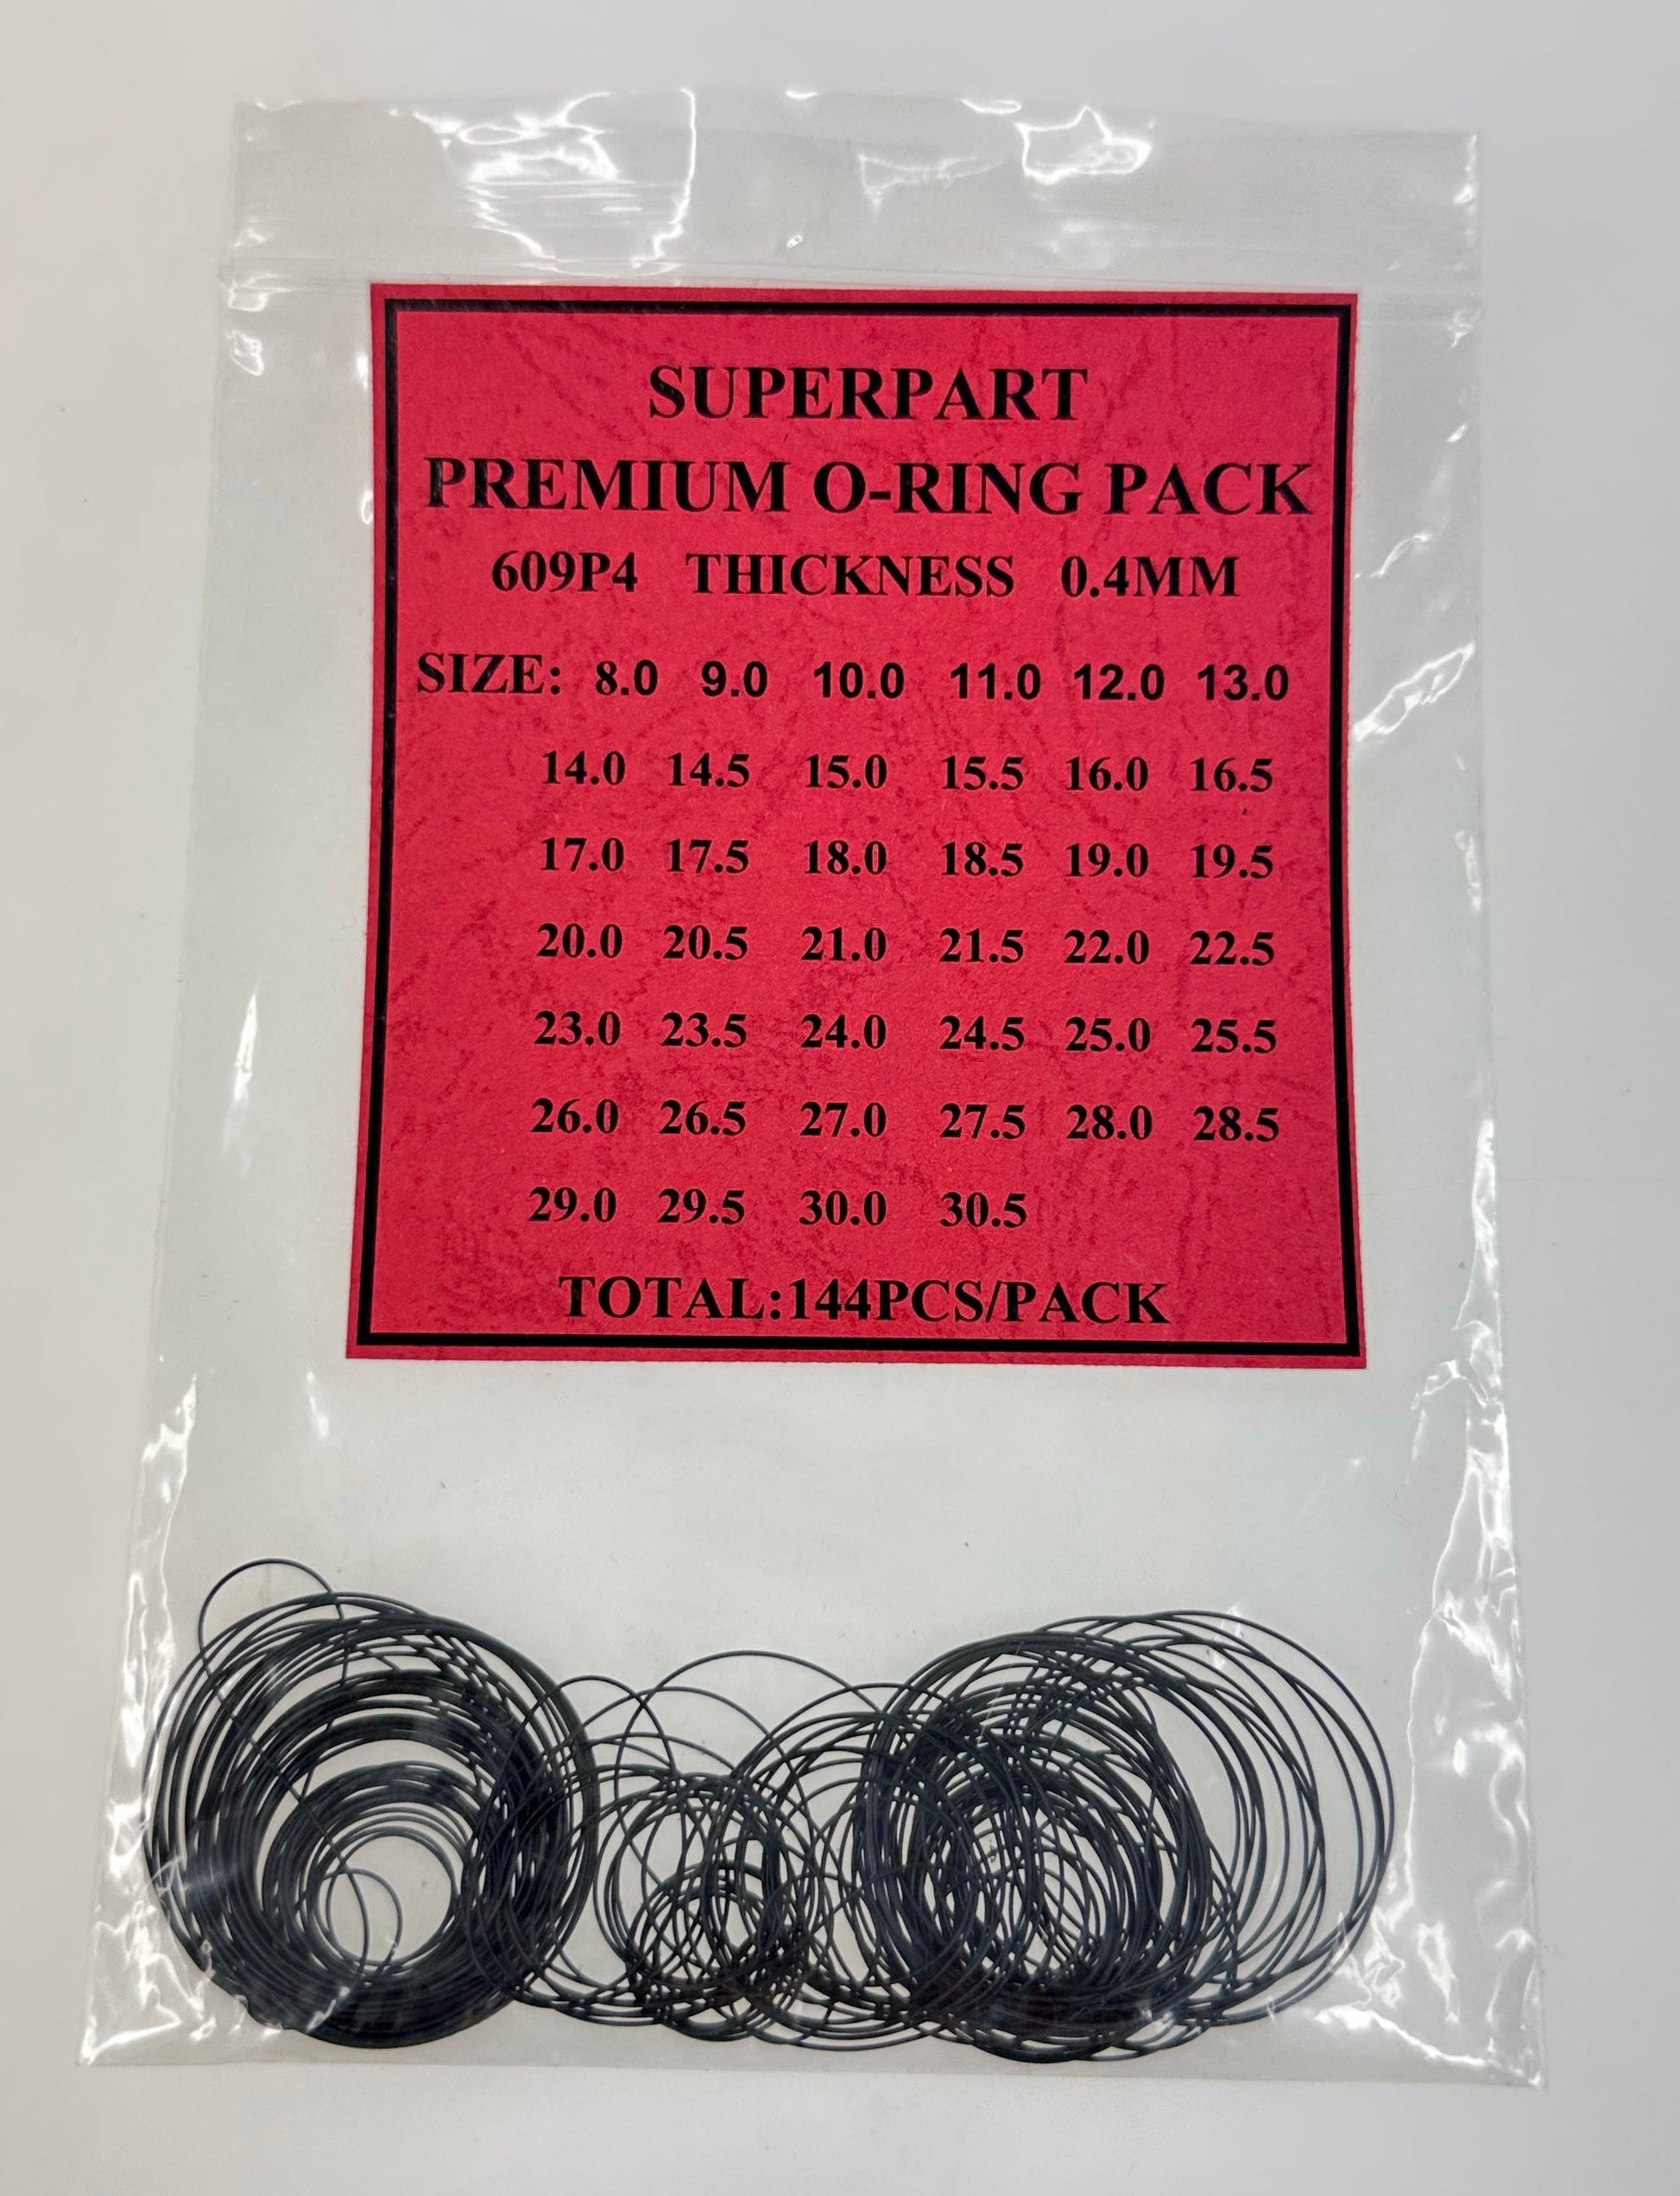 SUPERPART
PREMIUM O-RING PACK
609P4 THICKNESS 0.4MM
SIZE: 8.0 9.0 10.0 11.0 12.0 13.0
14.0 14.5 15.0 15.5 16.0 16.5
17.0 17.5 18.0 18.5 19.0 19.5
20.0 20.5 21.0 21.5 22.0 22.5
23.0 23.5 24.0 24.5 25.0 25.5
26.0 26.5 27.0 27.5 28.0 28.5
29.0 29.5 30.0 30.5
TOTAL:144PCS/PACK